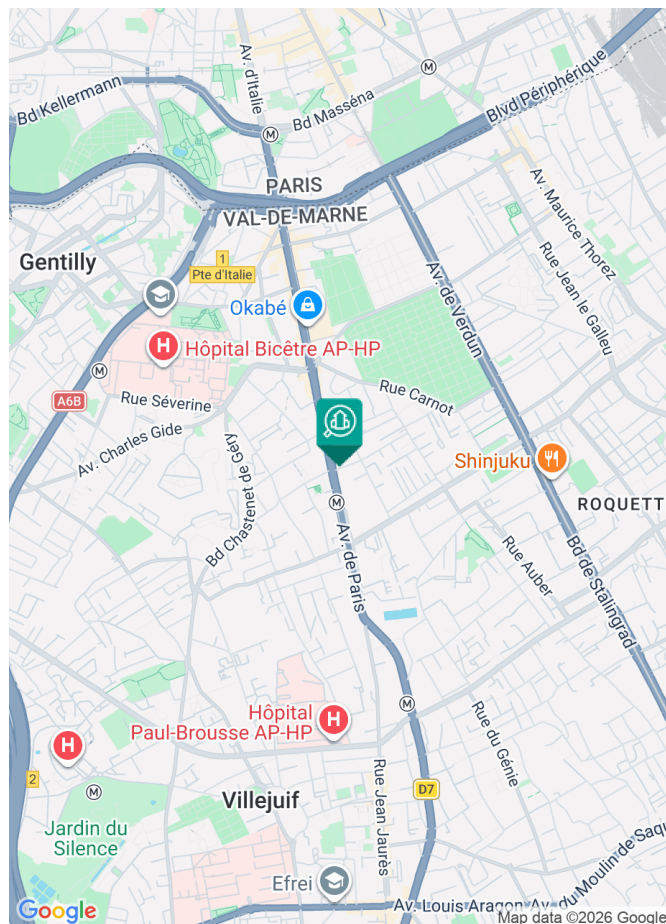 Av. d'Italie
M
Bd Masséna
Blvd Périphérique
Bd Kellermann
M
PARIS
VAL-DE-MARNE
Av. Maurice Thorez
Rue Jean le Galleu
Gentilly
1
Pte d'Italie
Av. de Verdun
Okabé
H
Hôpital Bicêtre AP-HP
M
Rue Carnot
A6B
Rue Séverine
Av. Charles Gide
Bd Chastenet de Géry
Shinjuku
ROQUETT
M
Av. de Paris
Rue Auber
Bd de Stalingrad
M
Hôpital
Paul-Brousse AP-HP
H
H
Rue du Génie
2
M
Villejuif
D7
Rue Jean Jaurès
Jardin du
Silence
Efrei
Av. Louis Aragon
Av. du Moulin de Saq
Google
Map data ©2026 Google